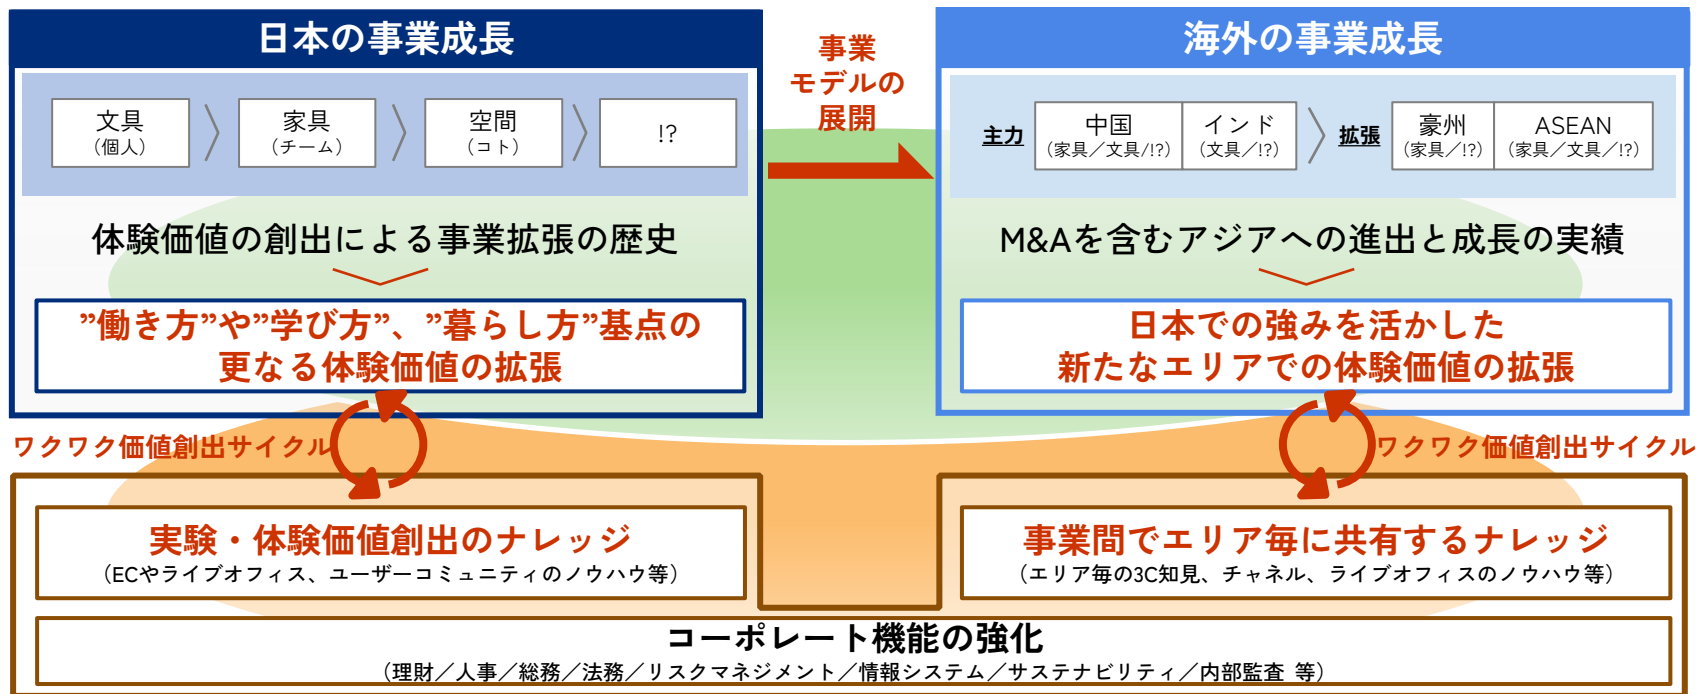 日本の事業成長
文具
（個人）
家具
（チーム）
空間
（コト）
!?
体験価値の創出による事業拡張の歴史
”働き方”や”学び方”、”暮らし方”基点の
更なる体験価値の拡張
事業
モデルの
展開
海外の事業成長
主力
中国
（家具／文具/!?）
インド
（文具／!?）
拡張
豪州
（家具／!?）
ASEAN
（家具／文具／!?）
M&Aを含むアジアへの進出と成長の実績
日本での強みを活かした
新たなエリアでの体験価値の拡張
ワクワク価値創出サイクル
ワクワク価値創出サイクル
実験・体験価値創出のナレッジ
（ECやライブオフィス、ユーザーコミュニティのノウハウ等）
事業間でエリア毎に共有するナレッジ
（エリア毎の3C知見、チャネル、ライブオフィスのノウハウ等）
コーポレート機能の強化
（理財／人事／総務／法務／リスクマネジメント／情報システム／サステナビリティ／内部監査 等）